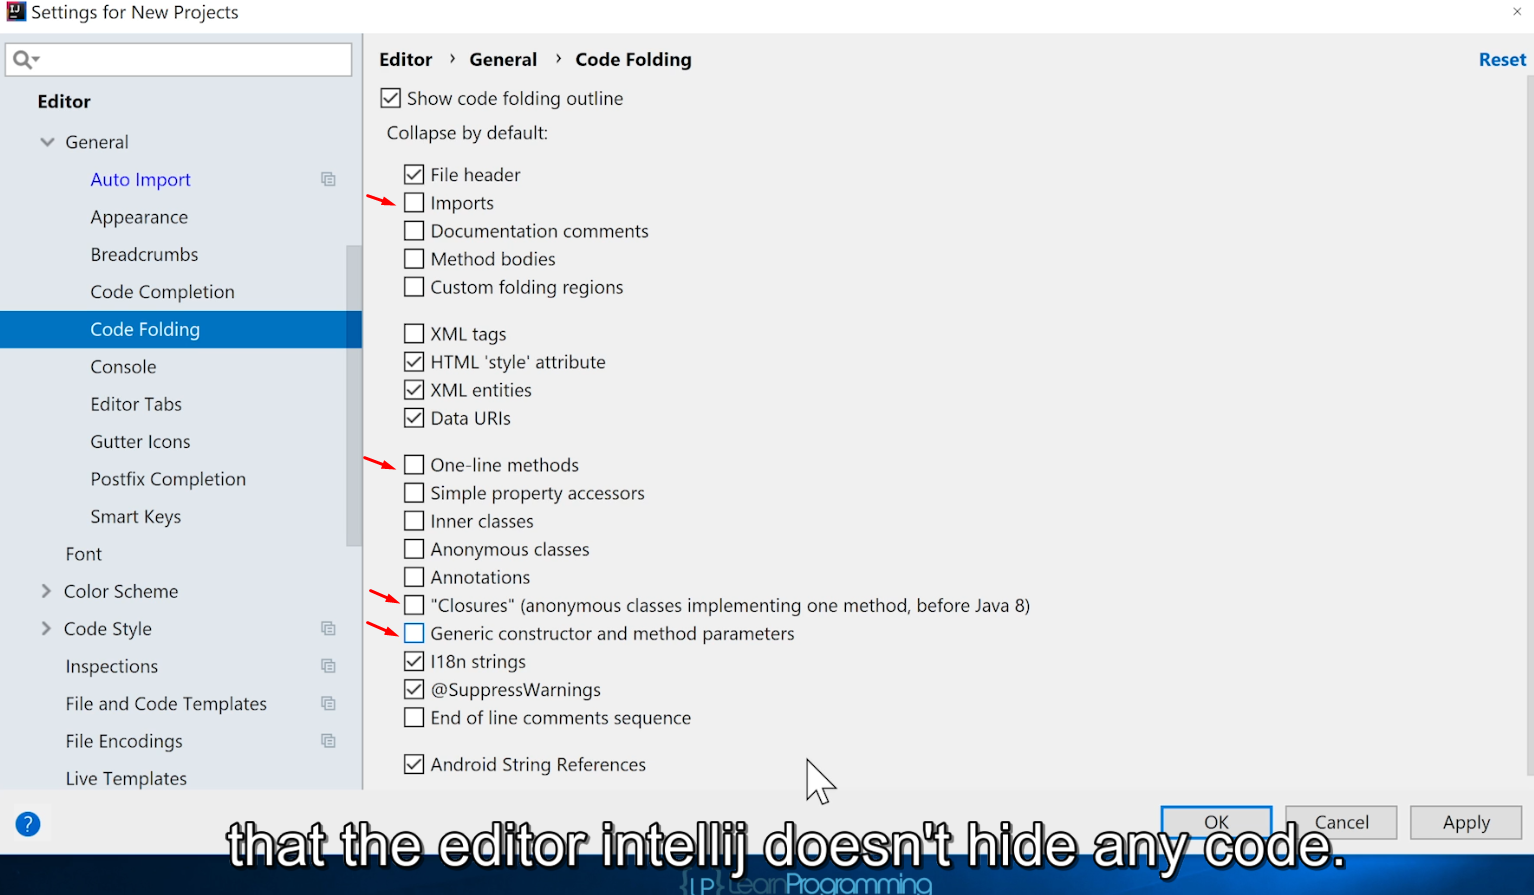 Settings for New Projects
Editor
General
Auto Import
Appearance
Breadcrumbs
Code Completion
Code Folding
Console
Editor Tabs
Gutter Icons
Postfix Completion
Smart Keys
Font
Color Scheme
Code Style
Inspections
File and Code Templates
File Encodings
Live Templates
Editor › General › Code Folding
Reset
Show code folding outline
Collapse by default:
File header
Imports
Documentation comments
Method bodies
Custom folding regions
XML tags
HTML 'style' attribute
XML entities
Data URIs
One-line methods
Simple property accessors
Inner classes
Anonymous classes
Annotations
"Closures" (anonymous classes implementing one method, before Java 8)
Generic constructor and method parameters
I18n strings
@SuppressWarnings
End of line comments sequence
Android String References
?
OK
Cancel
Apply
that the editor intellij doesn't hide any code.
{LP} LearnProgramming